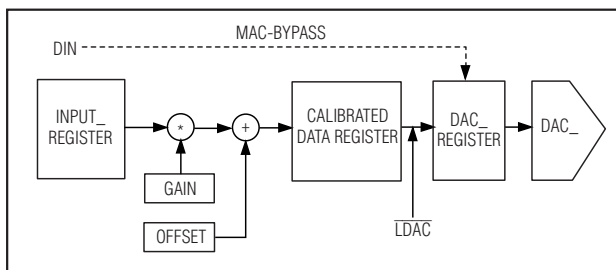 MAC-BYPASS
DIN
INPUT_
REGISTER
*
+
CALIBRATED
DATA REGISTER
DAC_
REGISTER
DAC_
GAIN
OFFSET
LDAC